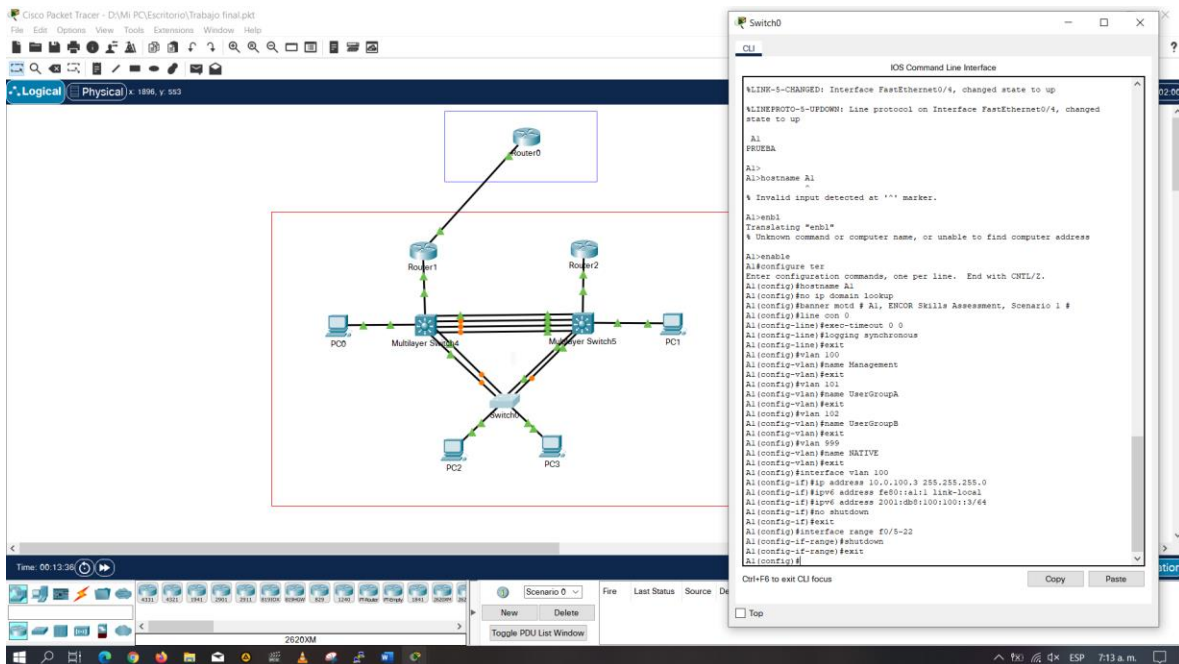 Cisco Packet Tracer - D:\Mi PC\Escritorio\Trabajo final.pkt
File Edit Options View Tools Extensions Window Help
Logical Physical x: 1896, y: 553
Router0
Router1
Router2
PC0
Multilayer Switch4
Multilayer Switch5
PC1
Switch0
PC2
PC3
Time: 00:13:36
4331 4321 1941 2901 2911 819IOX 819HGW 829 1240 PT-Router PT-Empty 1841 2620XM
2620XM
Scenario 0
New Delete
Toggle PDU List Window
Fire Last Status Source
Switch0
CLI
IOS Command Line Interface
%LINK-5-CHANGED: Interface FastEthernet0/4, changed state to up
%LINEPROTO-5-UPDOWN: Line protocol on Interface FastEthernet0/4, changed
state to up
A1
PRUEBA
A1>
A1>hostname A1
^
% Invalid input detected at '^' marker.
A1>enbl
Translating "enbl"
% Unknown command or computer name, or unable to find computer address
A1>enable
A1#configure ter
Enter configuration commands, one per line. End with CNTL/Z.
A1(config)#hostname A1
A1(config)#no ip domain lookup
A1(config)#banner motd # A1, ENCOR Skills Assessment, Scenario 1 #
A1(config)#line con 0
A1(config-line)#exec-timeout 0 0
A1(config-line)#logging synchronous
A1(config-line)#exit
A1(config)#vlan 100
A1(config-vlan)#name Management
A1(config-vlan)#exit
A1(config)#vlan 101
A1(config-vlan)#name UserGroupA
A1(config-vlan)#exit
A1(config)#vlan 102
A1(config-vlan)#name UserGroupB
A1(config-vlan)#exit
A1(config)#vlan 999
A1(config-vlan)#name NATIVE
A1(config-vlan)#exit
A1(config)#interface vlan 100
A1(config-if)#ip address 10.0.100.3 255.255.255.0
A1(config-if)#ipv6 address fe80::a1:1 link-local
A1(config-if)#ipv6 address 2001:db8:100:100::3/64
A1(config-if)#no shutdown
A1(config-if)#exit
A1(config)#interface range f0/5-22
A1(config-if-range)#shutdown
A1(config-if-range)#exit
A1(config)#
Ctrl+F6 to exit CLI focus
Copy Paste
Top
ESP 7:13 a. m.